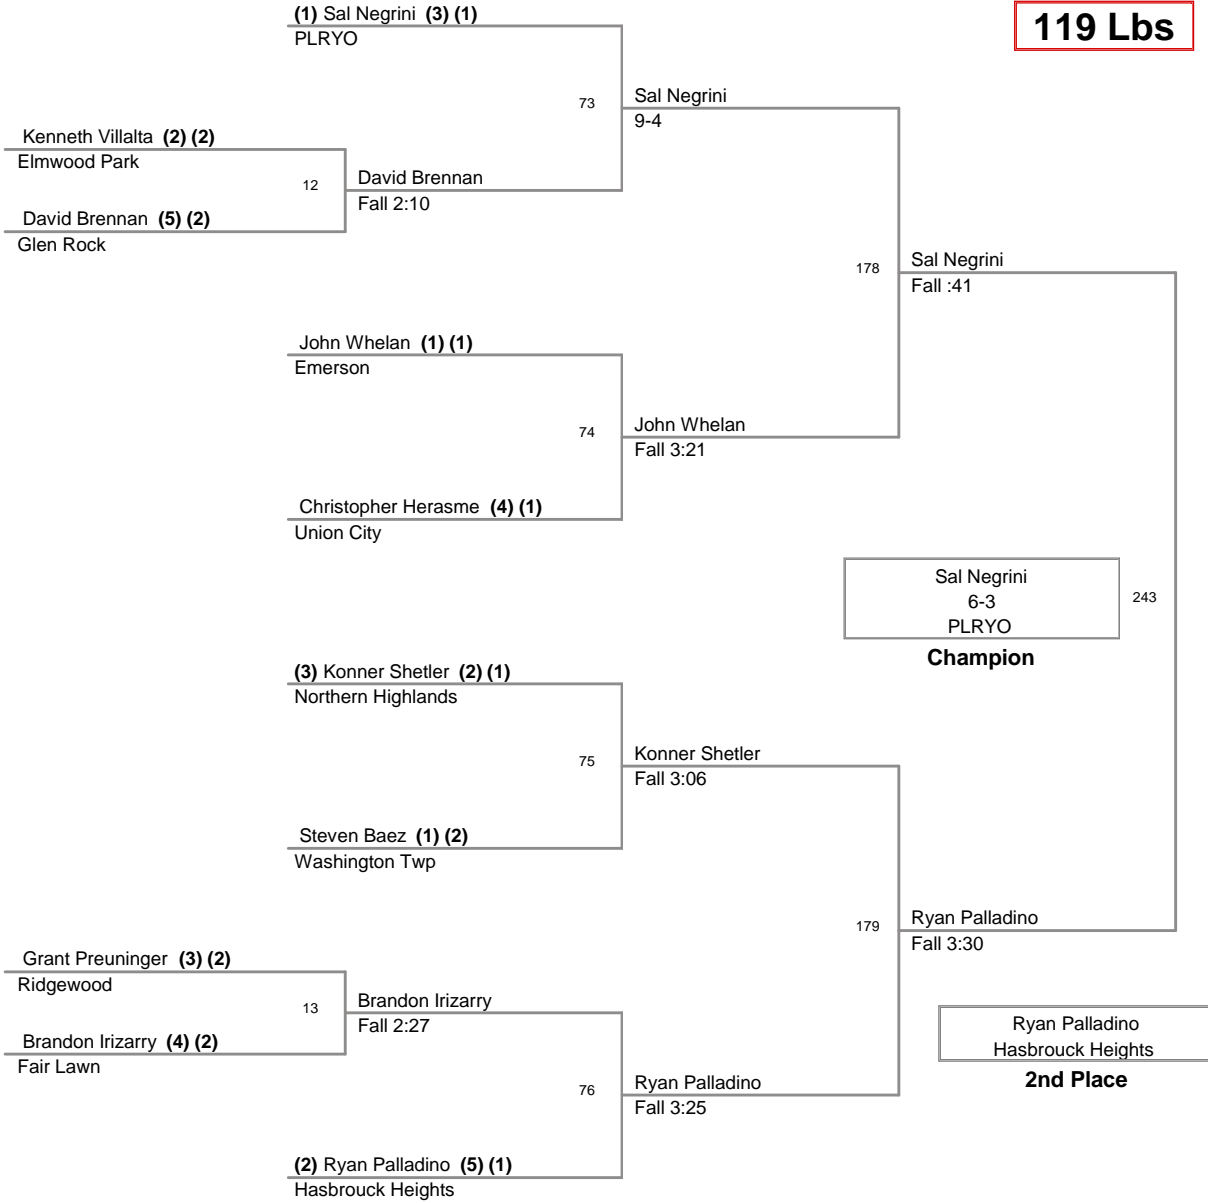 (1) Sal Negrini (3) (1)
PLRYO
119 Lbs
73
Sal Negrini
9-4
Kenneth Villalta (2) (2)
Elmwood Park
12
David Brennan
Fall 2:10
David Brennan (5) (2)
Glen Rock
178
Sal Negrini
Fall :41
John Whelan (1) (1)
Emerson
74
John Whelan
Fall 3:21
Christopher Herasme (4) (1)
Union City
Sal Negrini
6-3
PLRYO
243
Champion
(3) Konner Shetler (2) (1)
Northern Highlands
75
Konner Shetler
Fall 3:06
Steven Baez (1) (2)
Washington Twp
179
Ryan Palladino
Fall 3:30
Grant Preuninger (3) (2)
Ridgewood
13
Brandon Irizarry
Fall 2:27
Brandon Irizarry (4) (2)
Fair Lawn
Ryan Palladino
Hasbrouck Heights
2nd Place
76
Ryan Palladino
Fall 3:25
(2) Ryan Palladino (5) (1)
Hasbrouck Heights